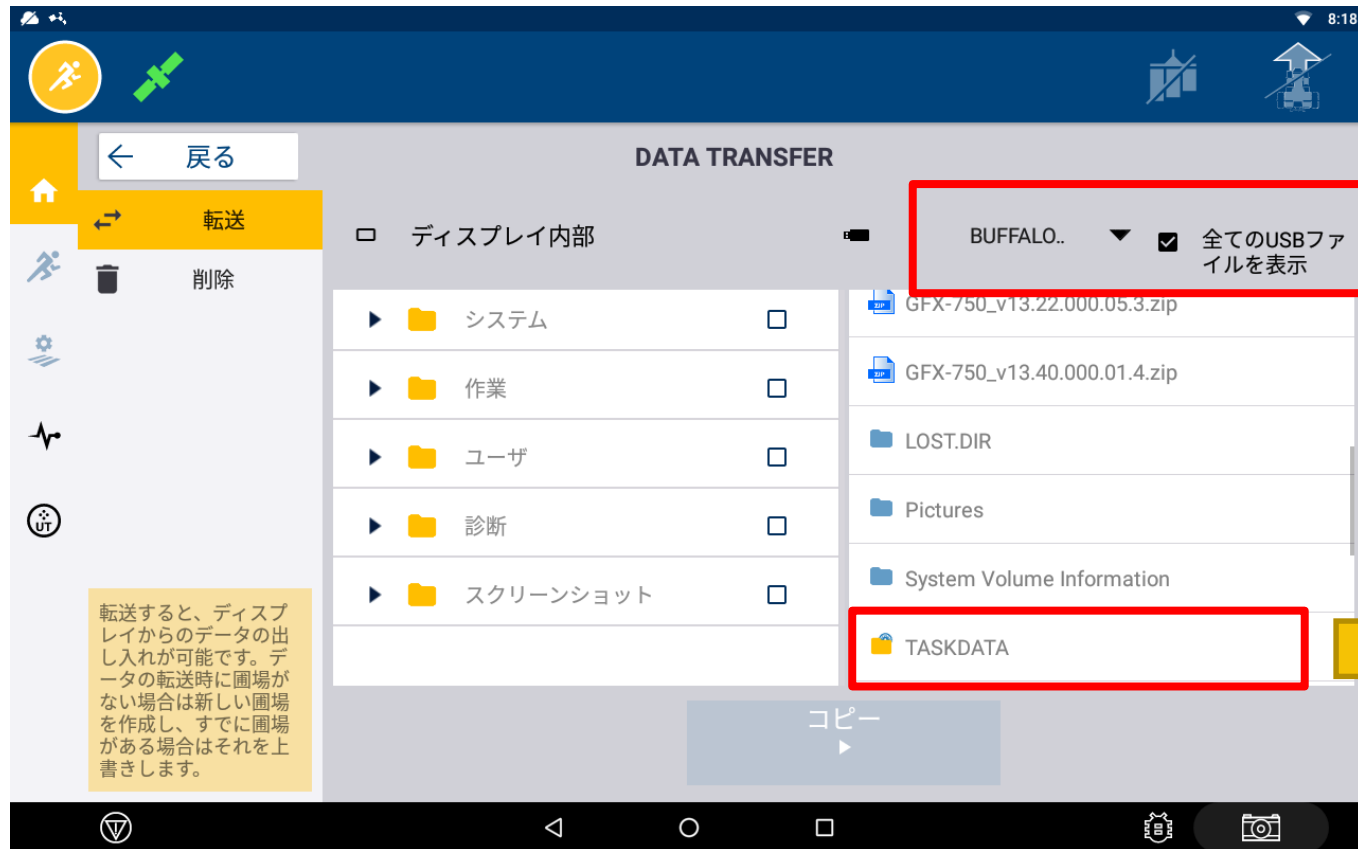 8:18
戻る
DATA TRANSFER
転送
削除
ディスプレイ内部
BUFFALO..
全てのUSBファ
イルを表示
システム
作業
ユーザ
診断
スクリーンショット
GFX-750_v13.22.000.05.3.zip
GFX-750_v13.40.000.01.4.zip
LOST.DIR
Pictures
System Volume Information
TASKDATA
UT
転送すると、ディスプ
レイからのデータの出
し入れが可能です。デ
ータの転送時に圃場が
ない場合は新しい圃場
を作成し、すでに圃場
がある場合はそれを上
書きします。
コピー